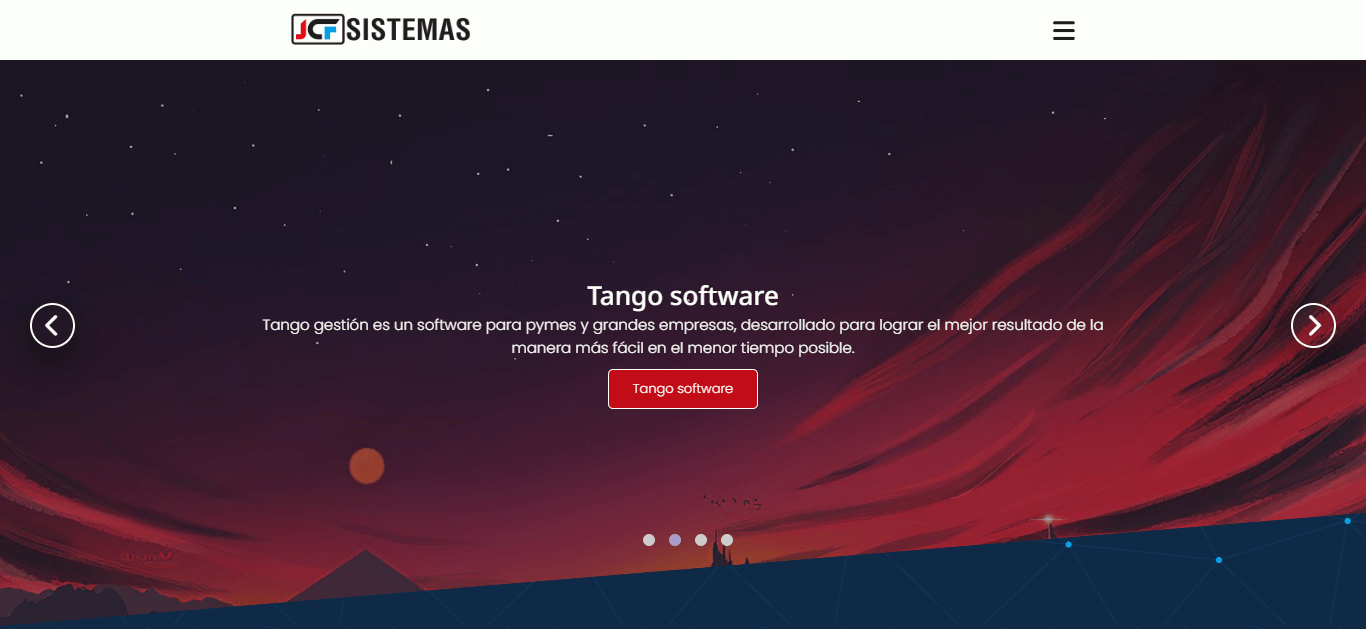 JCF SISTEMAS
Tango software
Tango gestión es un software para pymes y grandes empresas, desarrollado para lograr el mejor resultado de la
manera más fácil en el menor tiempo posible.
Tango software